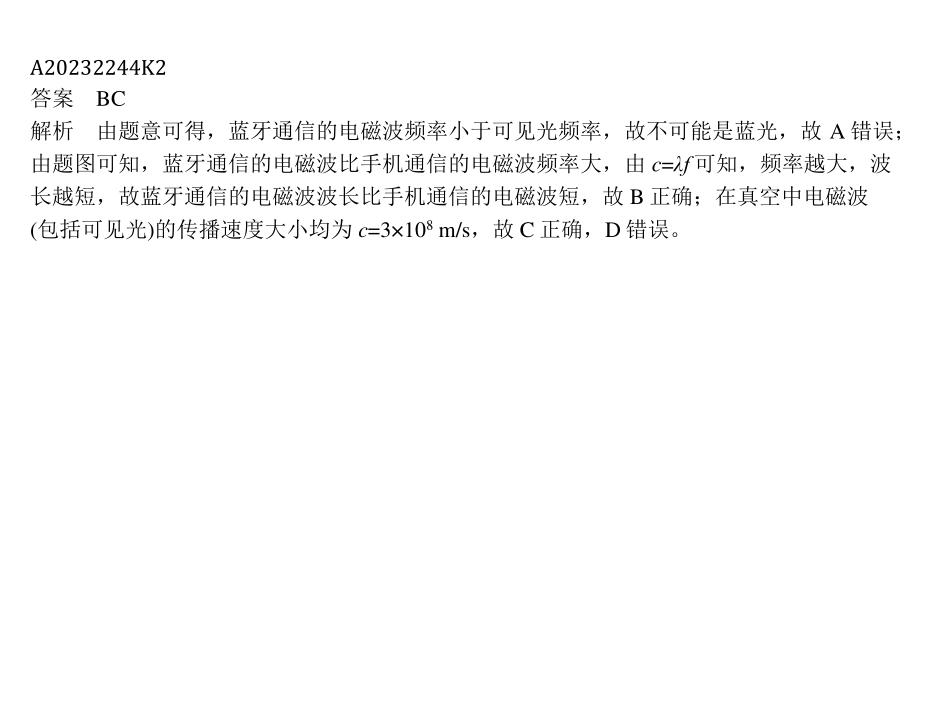 A20232244K2
答案 BC
解析 由题意可得，蓝牙通信的电磁波频率小于可见光频率，故不可能是蓝光，故 A 错误；
由题图可知，蓝牙通信的电磁波比手机通信的电磁波频率大，由 c=λf 可知，频率越大，波
长越短，故蓝牙通信的电磁波波长比手机通信的电磁波短，故 B 正确；在真空中电磁波
(包括可见光)的传播速度大小均为 c=3×10⁸ m/s，故 C 正确，D 错误。